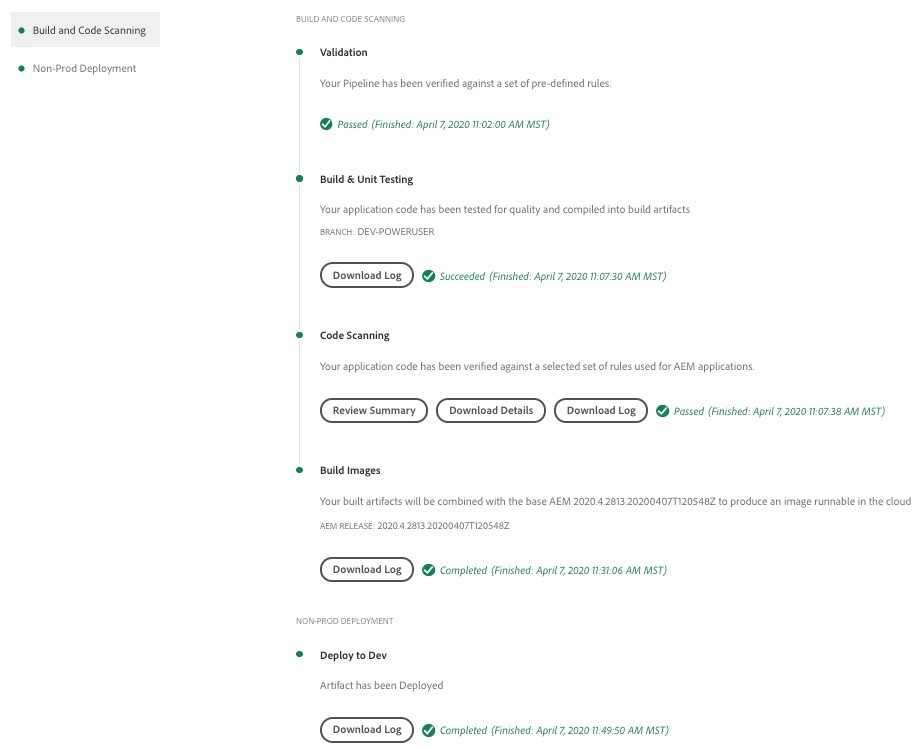 Build and Code Scanning
Non-Prod Deployment
BUILD AND CODE SCANNING
Validation
Your Pipeline has been verified against a set of pre-defined rules.
Passed (Finished: April 7, 2020 11:02:00 AM MST)
Build & Unit Testing
Your application code has been tested for quality and compiled into build artifacts
BRANCH: DEV-POWERUSER
Download Log Succeeded (Finished: April 7, 2020 11:07:30 AM MST)
Code Scanning
Your application code has been verified against a selected set of rules used for AEM applications.
Review Summary Download Details Download Log Passed (Finished: April 7, 2020 11:07:38 AM MST)
Build Images
Your built artifacts will be combined with the base AEM 2020.4.2813.20200407T120548Z to produce an image runnable in the cloud
AEM RELEASE: 2020.4.2813.20200407T120548Z
Download Log Completed (Finished: April 7, 2020 11:31:06 AM MST)
NON-PROD DEPLOYMENT
Deploy to Dev
Artifact has been Deployed
Download Log Completed (Finished: April 7, 2020 11:49:50 AM MST)